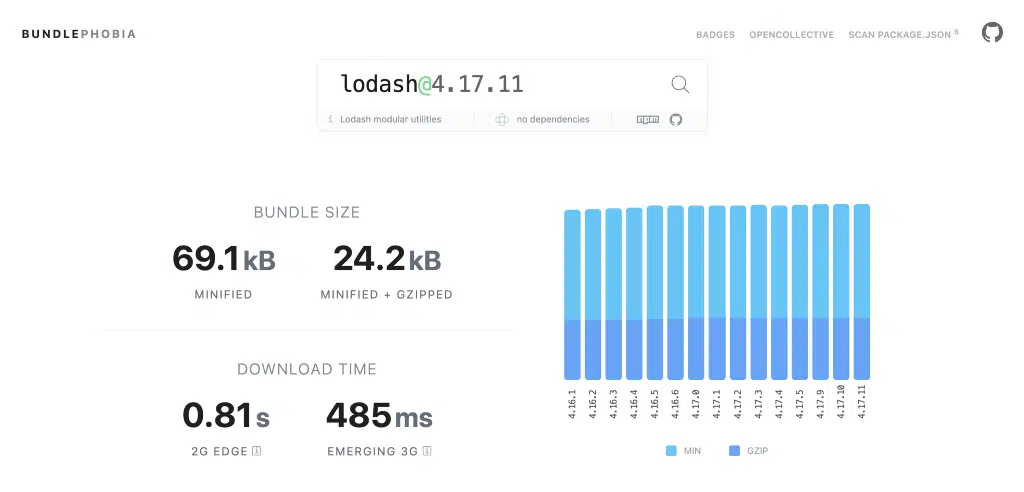 BUNDLEPHOBIA
BADGES OPENCOLLECTIVE SCAN PACKAGE.JSON β
lodash@4.17.11
i Lodash modular utilities no dependencies npm
BUNDLE SIZE
69.1 kB 24.2 kB
MINIFIED MINIFIED + GZIPPED
DOWNLOAD TIME
0.81 s 485 ms
2G EDGE i EMERGING 3G i
4.16.1 4.16.2 4.16.3 4.16.4 4.16.5 4.16.6 4.17.0 4.17.1 4.17.2 4.17.3 4.17.4 4.17.5 4.17.9 4.17.10 4.17.11
MIN GZIP